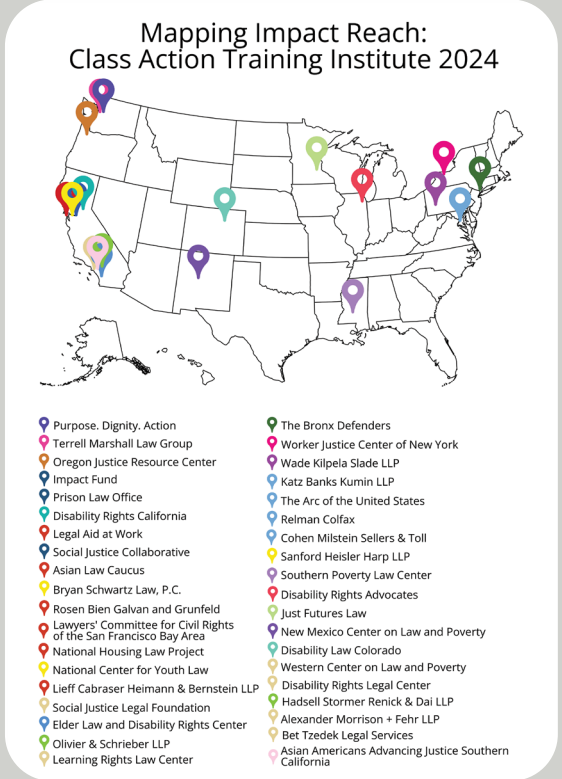 Mapping Impact Reach:
Class Action Training Institute 2024
Purpose. Dignity. Action
Terrell Marshall Law Group
Oregon Justice Resource Center
Impact Fund
Prison Law Office
Disability Rights California
Legal Aid at Work
Social Justice Collaborative
Asian Law Caucus
Bryan Schwartz Law, P.C.
Rosen Bien Galvan and Grunfeld
Lawyers' Committee for Civil Rights
of the San Francisco Bay Area
National Housing Law Project
National Center for Youth Law
Lieff Cabraser Heimann & Bernstein LLP
Social Justice Legal Foundation
Elder Law and Disability Rights Center
Olivier & Schrieber LLP
Learning Rights Law Center
The Bronx Defenders
Worker Justice Center of New York
Wade Kilpela Slade LLP
Katz Banks Kumin LLP
The Arc of the United States
Relman Colfax
Cohen Milstein Sellers & Toll
Sanford Heisler Harp LLP
Southern Poverty Law Center
Disability Rights Advocates
Just Futures Law
New Mexico Center on Law and Poverty
Disability Law Colorado
Western Center on Law and Poverty
Disability Rights Legal Center
Hadsell Stormer Renick & Dai LLP
Alexander Morrison + Fehr LLP
Bet Tzedek Legal Services
Asian Americans Advancing Justice Southern
California